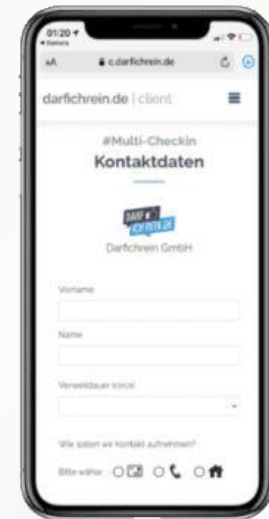 01:20
Kamera
AA c.darfichrein.de
darfichrein.de | client
#Multi-Checkin
Kontaktdaten
DARF
ICH REIN.DE
Darfichrein GmbH
Vorname
Name
Verweildauer (circa)
Wie sollen wir Kontakt aufnehmen?
Bitte wähle: